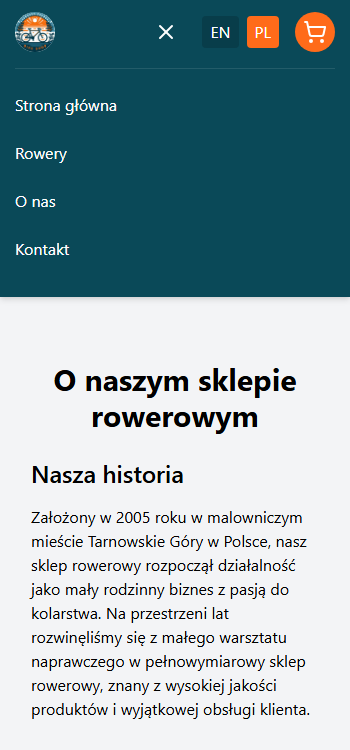 EN PL
Strona główna
Rowery
O nas
Kontakt
O naszym sklepie
rowerowym
Nasza historia
Założony w 2005 roku w malowniczym
mieście Tarnowskie Góry w Polsce, nasz
sklep rowerowy rozpoczął działalność
jako mały rodzinny biznes z pasją do
kolarstwa. Na przestrzeni lat
rozwinęliśmy się z małego warsztatu
naprawczego w pełnowymiarowy sklep
rowerowy, znany z wysokiej jakości
produktów i wyjątkowej obsługi klienta.